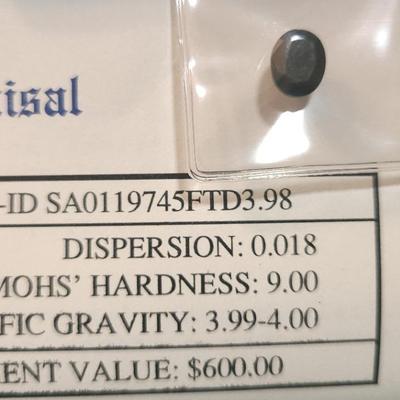 isal
-ID SA0119745FTD3.98
DISPERSION: 0.018
MOHS' HARDNESS: 9.00
FIC GRAVITY: 3.99-4.00
ENT VALUE: $600.00